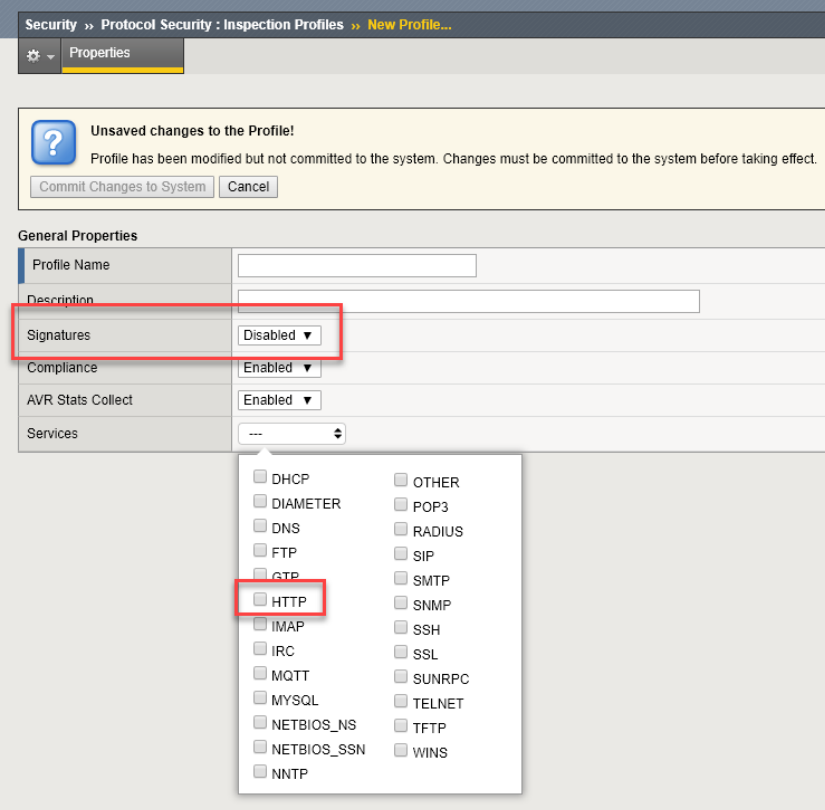 Security » Protocol Security : Inspection Profiles » New Profile...
Properties
?
Unsaved changes to the Profile!
Profile has been modified but not committed to the system. Changes must be committed to the system before taking effect.
Commit Changes to System Cancel
General Properties
Profile Name
Description
Signatures Disabled ▼
Compliance Enabled ▼
AVR Stats Collect Enabled ▼
Services ---
DHCP
DIAMETER
DNS
FTP
GTP
HTTP
IMAP
IRC
MQTT
MYSQL
NETBIOS_NS
NETBIOS_SSN
NNTP
OTHER
POP3
RADIUS
SIP
SMTP
SNMP
SSH
SSL
SUNRPC
TELNET
TFTP
WINS